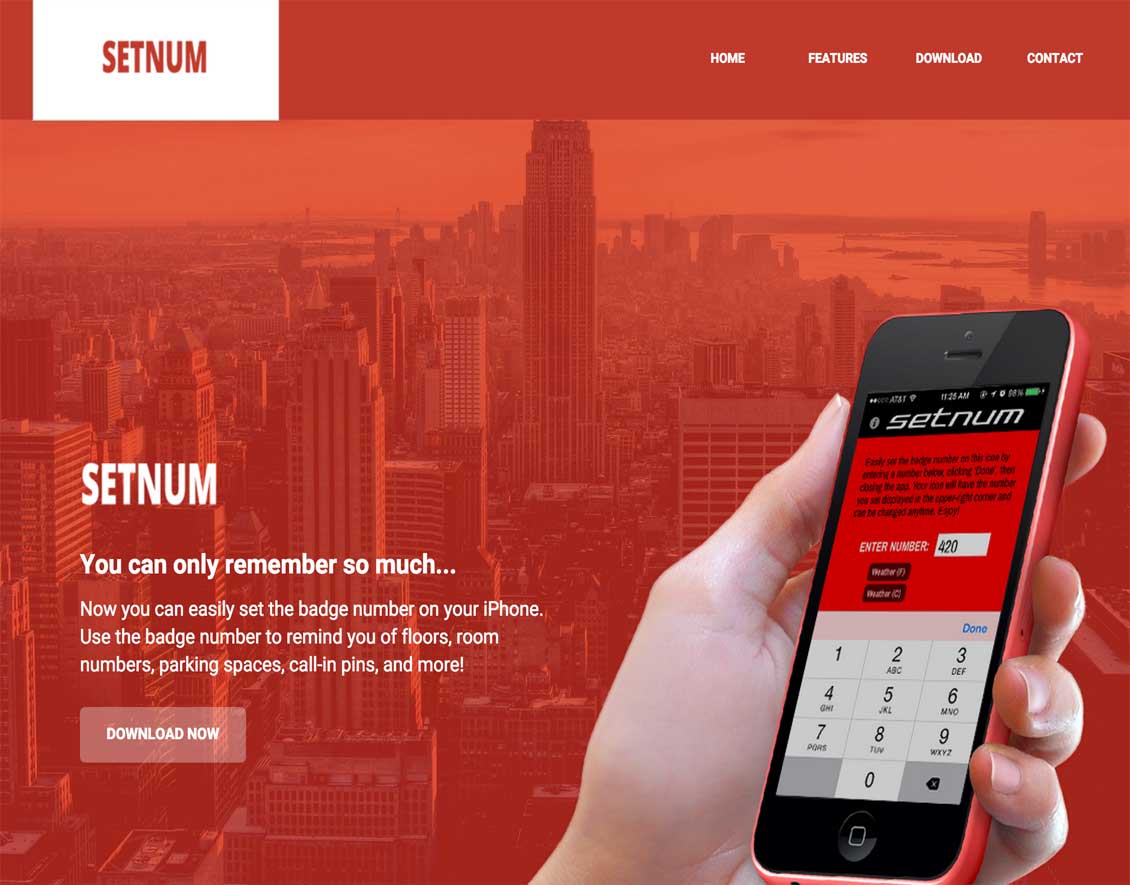 SETNUM
HOME
FEATURES
DOWNLOAD
CONTACT
SETNUM
You can only remember so much...
Now you can easily set the badge number on your iPhone.
Use the badge number to remind you of floors, room
numbers, parking spaces, call-in pins, and more!
DOWNLOAD NOW
AT&T
11:25 AM
98%
setnum
Easily set the badge number on this icon by
entering a number below, clicking 'Done', then
closing the app. Your icon will have the number
you set displayed in the upper-right corner and
can be changed anytime. Enjoy!
ENTER NUMBER: 420
Weather (F)
Weather (C)
Done
1
2
ABC
3
DEF
4
GHI
5
JKL
6
MNO
7
PQRS
8
TUV
9
WXYZ
0